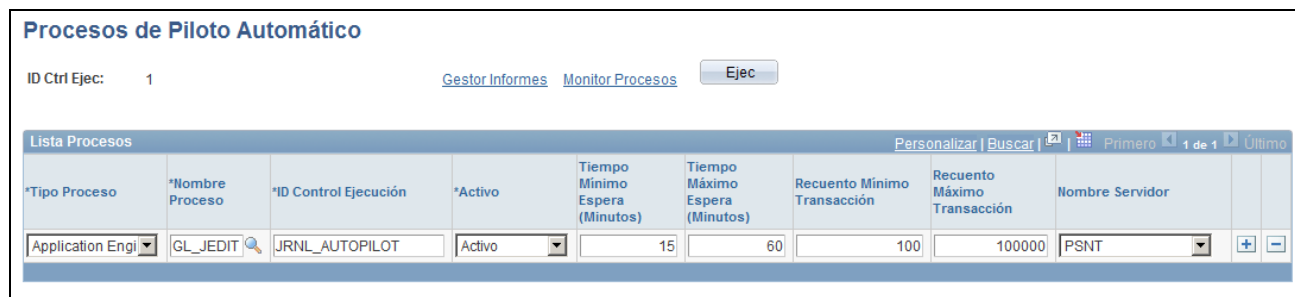 Procesos de Piloto Automático
ID Ctrl Ejec: 1 Gestor Informes Monitor Procesos Ejec
Lista Procesos Personalizar | Buscar | | Primero 1 de 1 Último
*Tipo Proceso *Nombre Proceso *ID Control Ejecución *Activo Tiempo Mínimo Espera (Minutos) Tiempo Máximo Espera (Minutos) Recuento Mínimo Transacción Recuento Máximo Transacción Nombre Servidor
Application Engi GL_JEDIT JRNL_AUTOPILOT Activo 15 60 100 100000 PSNT + −